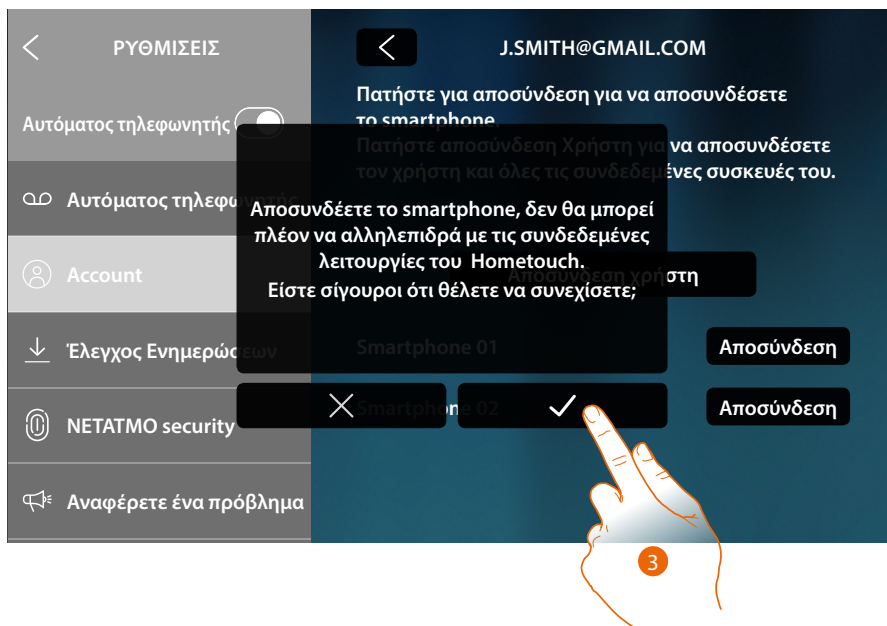 ΡΥΘΜΙΣΕΙΣ
Αυτόματος τηλεφωνητής
Αυτόματος τηλεφωνητής
Account
Έλεγχος Ενημερώσεων
NETATMO security
Αναφέρετε ένα πρόβλημα
J.SMITH@GMAIL.COM
Πατήστε για αποσύνδεση για να αποσυνδέσετε
το smartphone.
Πατήστε αποσύνδεση Χρήστη για να αποσυνδέσετε
τον χρήστη και όλες τις συνδεδεμένες συσκευές του.
Αποσύνδεση χρήστη
Smartphone 01
Αποσύνδεση
Smartphone 02
Αποσύνδεση
Αποσυνδέετε το smartphone, δεν θα μπορεί
πλέον να αλληλεπιδρά με τις συνδεδεμένες
λειτουργίες του Hometouch.
Είστε σίγουροι ότι θέλετε να συνεχίσετε;
3